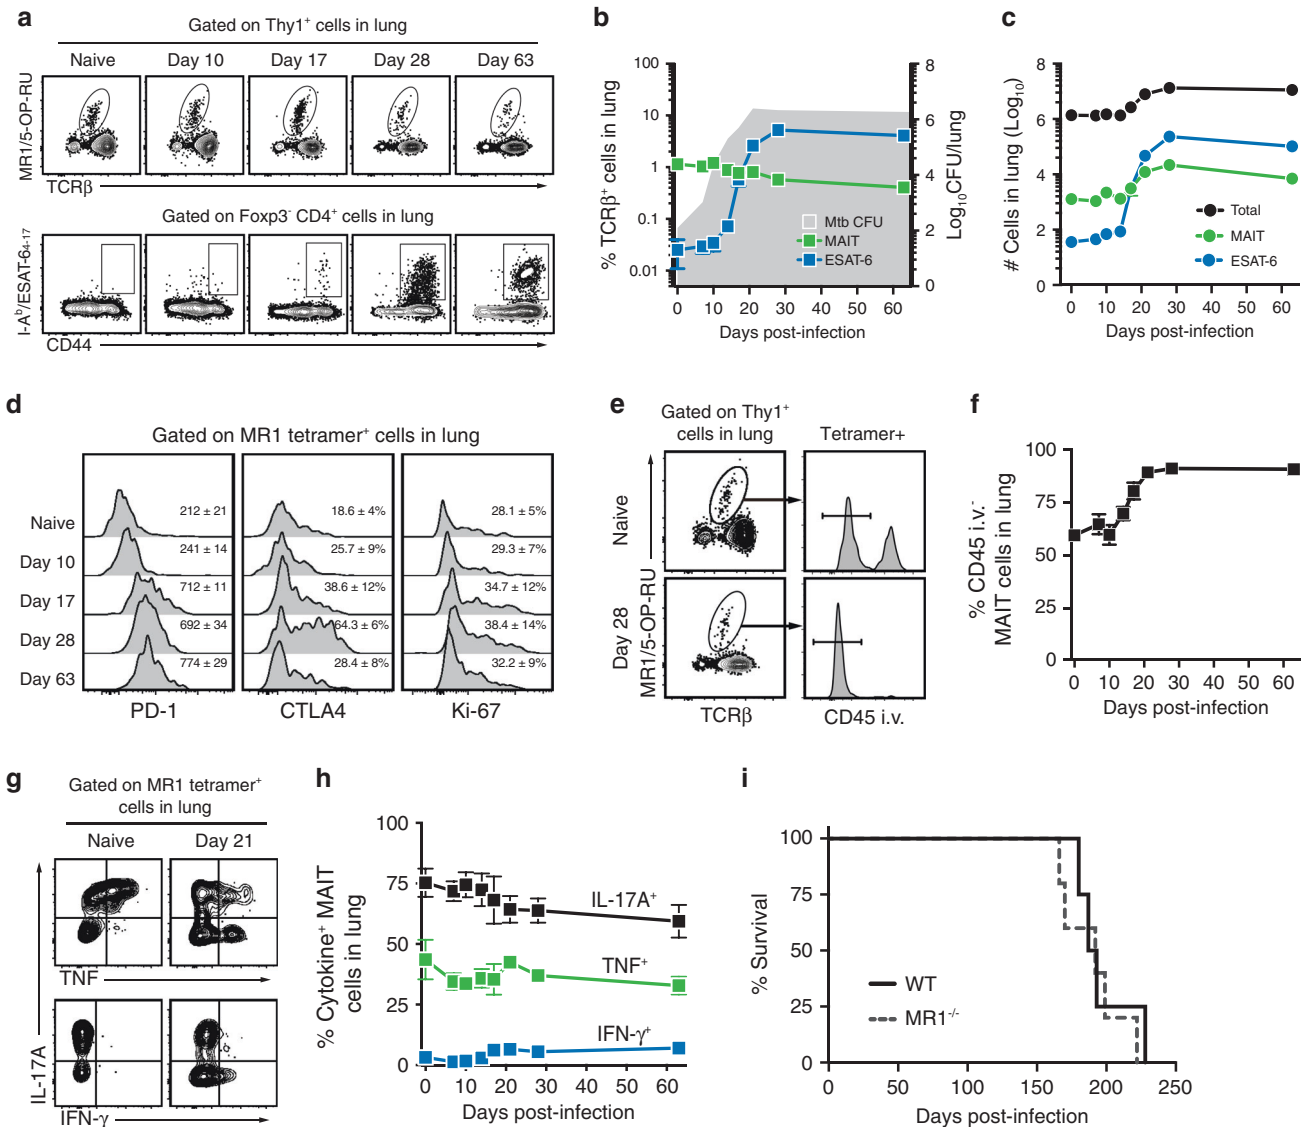 a
Gated on Thy1⁺ cells in lung
Naive Day 10 Day 17 Day 28 Day 63
MR1/5-OP-RU
TCRβ
Gated on Foxp3⁻ CD4⁺ cells in lung
I-Aᵇ/ESAT-6₄₋₁₇
CD44
b
% TCRβ⁺ cells in lung
100
10
1
0.1
0.01
Log₁₀CFU/lung
8
6
4
2
0
Mtb CFU
MAIT
ESAT-6
0 10 20 30 40 50 60
Days post-infection
c
# Cells in lung (Log₁₀)
8
6
4
2
0
Total
MAIT
ESAT-6
0 10 20 30 40 50 60
Days post-infection
d
Gated on MR1 tetramer⁺ cells in lung
Naive 212 ± 21 18.6 ± 4% 28.1 ± 5%
Day 10 241 ± 14 25.7 ± 9% 29.3 ± 7%
Day 17 712 ± 11 38.6 ± 12% 34.7 ± 12%
Day 28 692 ± 34 64.3 ± 6% 38.4 ± 14%
Day 63 774 ± 29 28.4 ± 8% 32.2 ± 9%
PD-1 CTLA4 Ki-67
e
Gated on Thy1⁺
cells in lung
Tetramer+
Naive
Day 28
MR1/5-OP-RU
TCRβ
CD45 i.v.
f
% CD45 i.v.⁻
MAIT cells in lung
100
75
50
25
0
0 10 20 30 40 50 60
Days post-infection
g
Gated on MR1 tetramer⁺
cells in lung
Naive Day 21
TNF
IL-17A
IFN-γ
h
% Cytokine⁺ MAIT
cells in lung
100
75
50
25
0
IL-17A⁺
TNF⁺
IFN-γ⁺
0 10 20 30 40 50 60
Days post-infection
i
% Survival
100
75
50
25
0
WT
MR1⁻/⁻
0 50 100 150 200 250
Days post-infection